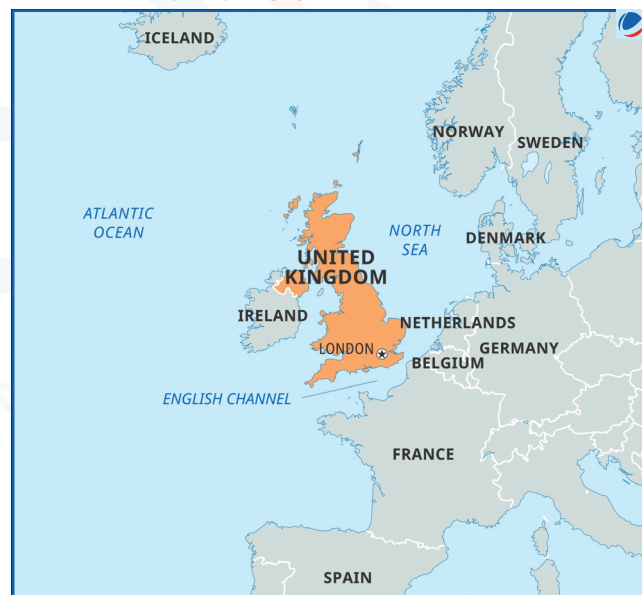 ICELAND
NORWAY
SWEDEN
ATLANTIC
OCEAN
NORTH
SEA
DENMARK
UNITED
KINGDOM
IRELAND
NETHERLANDS
LONDON
GERMANY
BELGIUM
ENGLISH CHANNEL
FRANCE
SPAIN